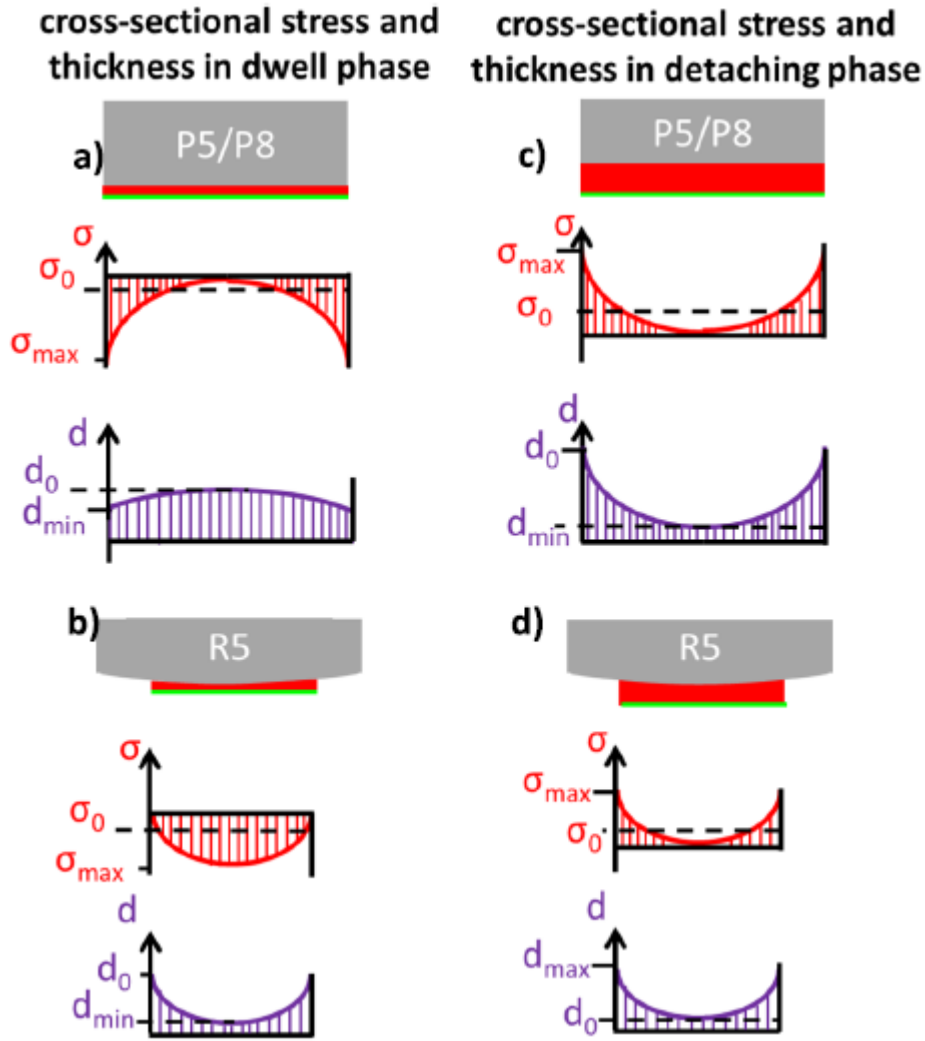 cross-sectional stress and
thickness in dwell phase
a)
P5/P8
σ
σ0
σmax
d
d0
dmin
b)
R5
σ
σ0
σmax
d
d0
dmin
cross-sectional stress and
thickness in detaching phase
c)
P5/P8
σ
σmax
σ0
d
d0
dmin
d)
R5
σ
σmax
σ0
d
dmax
d0